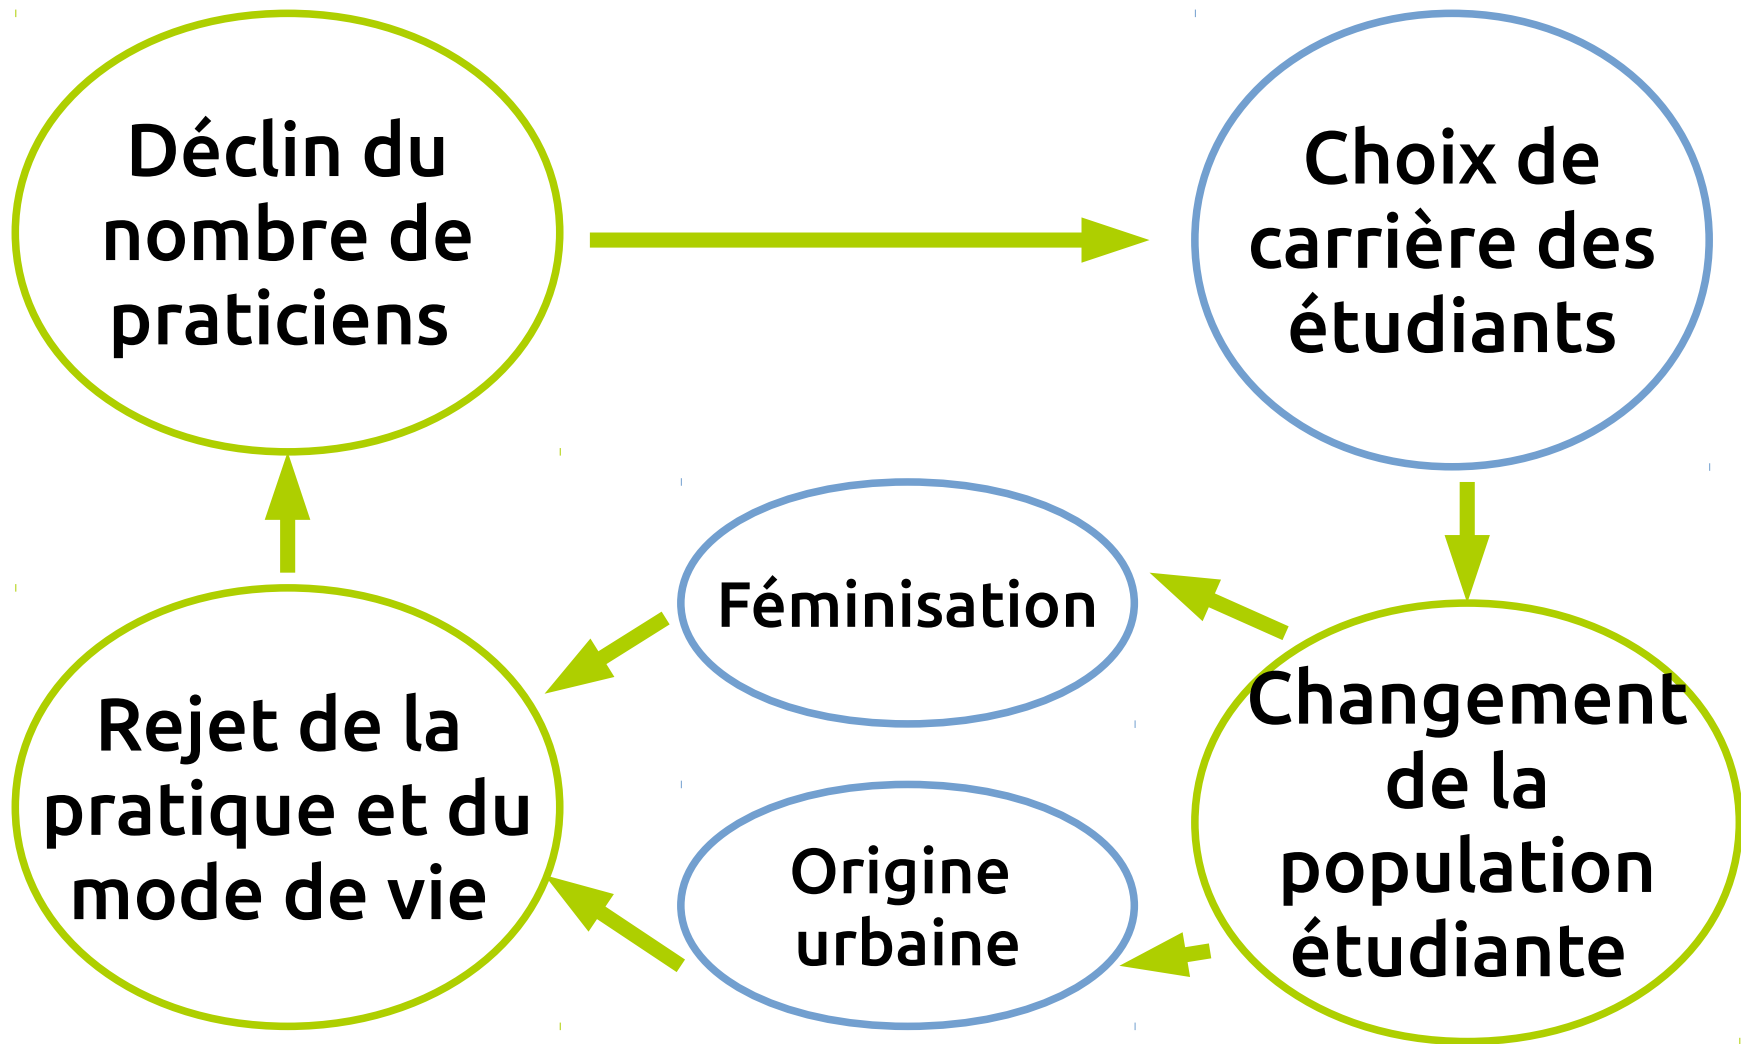 Déclin du
nombre de
praticiens
Choix de
carrière des
étudiants
Féminisation
Changement
de la
population
étudiante
Rejet de la
pratique et du
mode de vie
Origine
urbaine